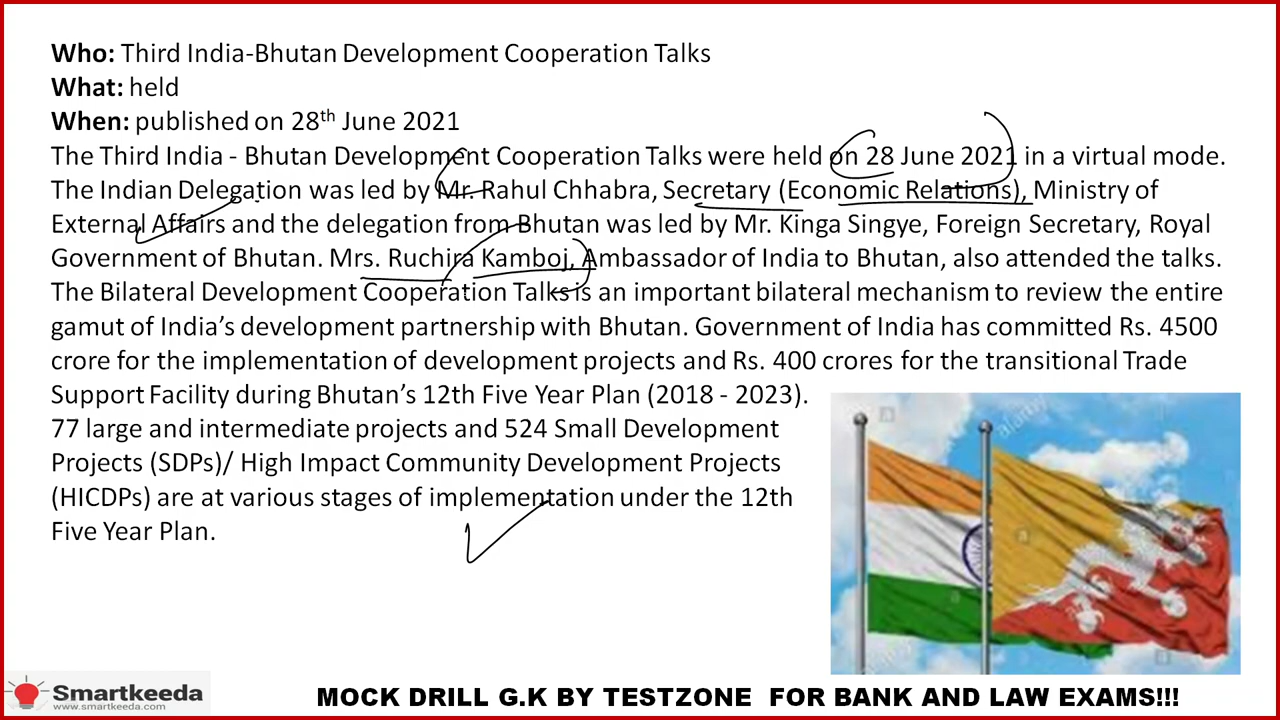 Who: Third India-Bhutan Development Cooperation Talks
What: held
When: published on 28th June 2021
The Third India - Bhutan Development Cooperation Talks were held on 28 June 2021 in a virtual mode.
The Indian Delegation was led by Mr. Rahul Chhabra, Secretary (Economic Relations), Ministry of
External Affairs and the delegation from Bhutan was led by Mr. Kinga Singye, Foreign Secretary, Royal
Government of Bhutan. Mrs. Ruchira Kamboj, Ambassador of India to Bhutan, also attended the talks.
The Bilateral Development Cooperation Talks is an important bilateral mechanism to review the entire
gamut of India's development partnership with Bhutan. Government of India has committed Rs. 4500
crore for the implementation of development projects and Rs. 400 crores for the transitional Trade
Support Facility during Bhutan's 12th Five Year Plan (2018 - 2023).
77 large and intermediate projects and 524 Small Development
Projects (SDPs)/ High Impact Community Development Projects
(HICDPs) are at various stages of implementation under the 12th
Five Year Plan.
alamy
a
Smartkeeda
www.smartkeeda.com
MOCK DRILL G.K BY TESTZONE FOR BANK AND LAW EXAMS!!!